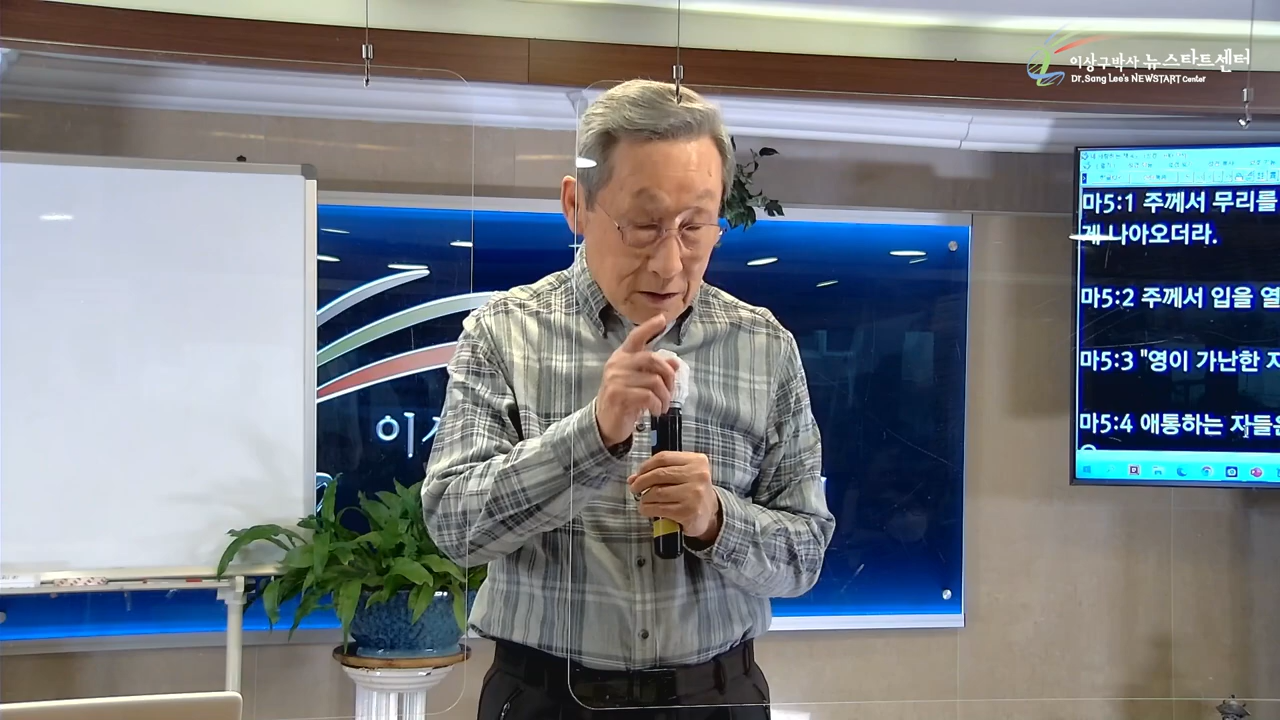 이상구박사 뉴스타트센터
Dr. Sang Lee's NEWSTART Center
마5:1 주께서 무리를
게 나아오더라.
마5:2 주께서 입을 열
마5:3 "영이 가난한 자
마5:4 애통하는 자들은
이상